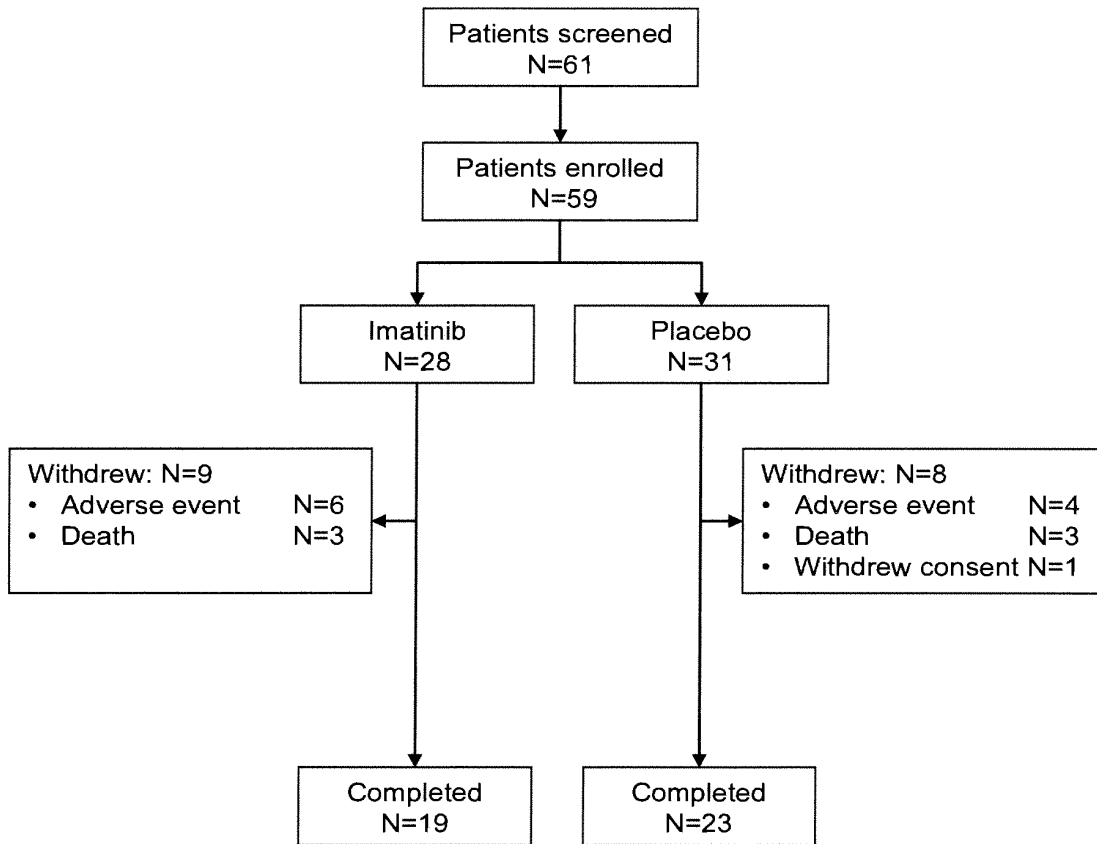 Patients screened
N=61
Patients enrolled
N=59
Imatinib
N=28
Placebo
N=31
Withdrew: N=9
• Adverse event N=6
• Death N=3
Withdrew: N=8
• Adverse event N=4
• Death N=3
• Withdrew consent N=1
Completed
N=19
Completed
N=23